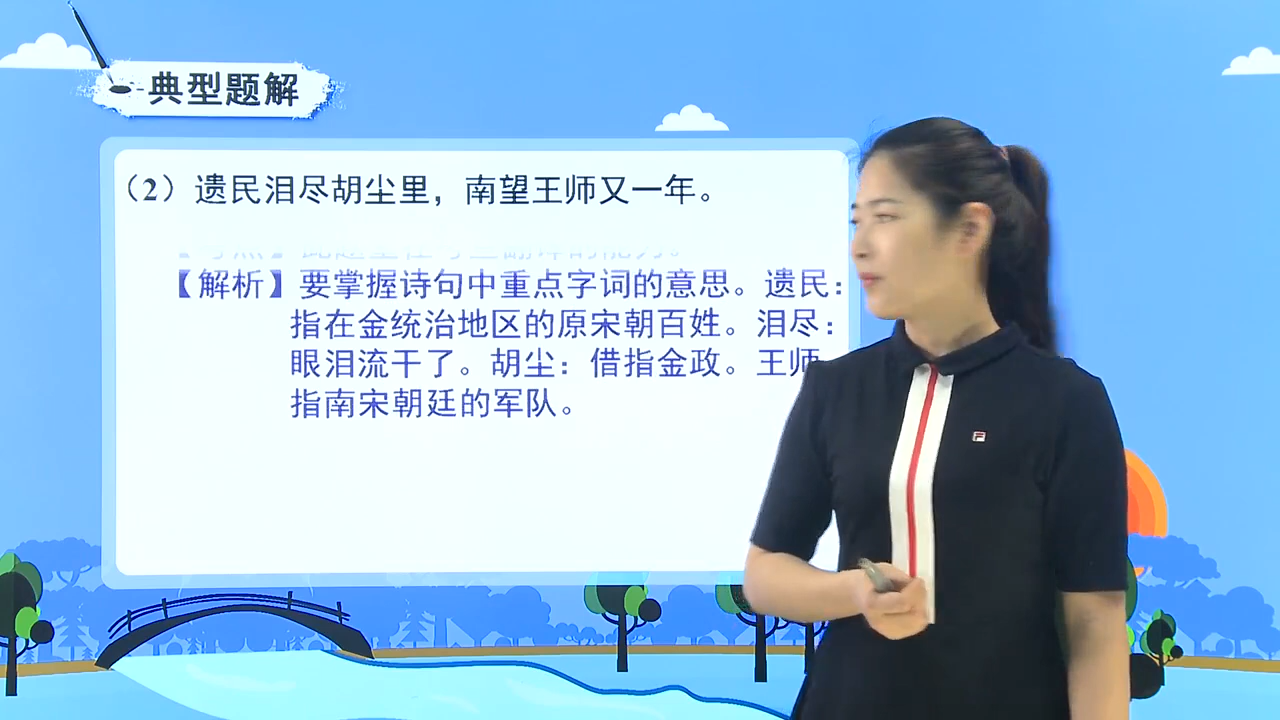 典型题解
（2）遗民泪尽胡尘里，南望王师又一年。
【解析】要掌握诗句中重点字词的意思。遗民：
指在金统治地区的原宋朝百姓。泪尽：
眼泪流干了。胡尘：借指金政。王师
指南宋朝廷的军队。